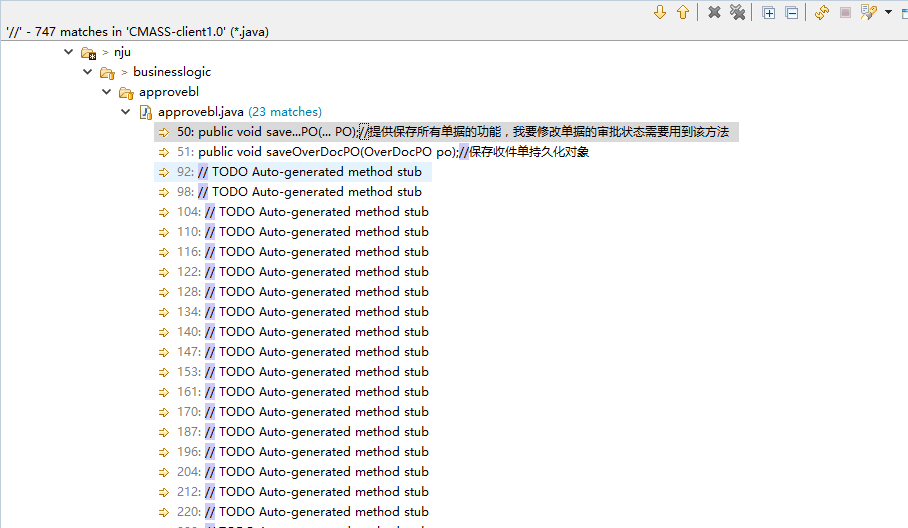 '//' - 747 matches in 'CMASS-client1.0' (*.java)
> nju
> businesslogic
approvebl
approvebl.java (23 matches)
50: public void save...PO(... PO);//提供保存所有单据的功能，我要修改单据的审批状态需要用到该方法
51: public void saveOverDocPO(OverDocPO po);//保存收件单持久化对象
92: // TODO Auto-generated method stub
98: // TODO Auto-generated method stub
104: // TODO Auto-generated method stub
110: // TODO Auto-generated method stub
116: // TODO Auto-generated method stub
122: // TODO Auto-generated method stub
128: // TODO Auto-generated method stub
134: // TODO Auto-generated method stub
140: // TODO Auto-generated method stub
147: // TODO Auto-generated method stub
153: // TODO Auto-generated method stub
161: // TODO Auto-generated method stub
170: // TODO Auto-generated method stub
187: // TODO Auto-generated method stub
196: // TODO Auto-generated method stub
204: // TODO Auto-generated method stub
212: // TODO Auto-generated method stub
220: // TODO Auto-generated method stub
// TODO Auto-generated method stub